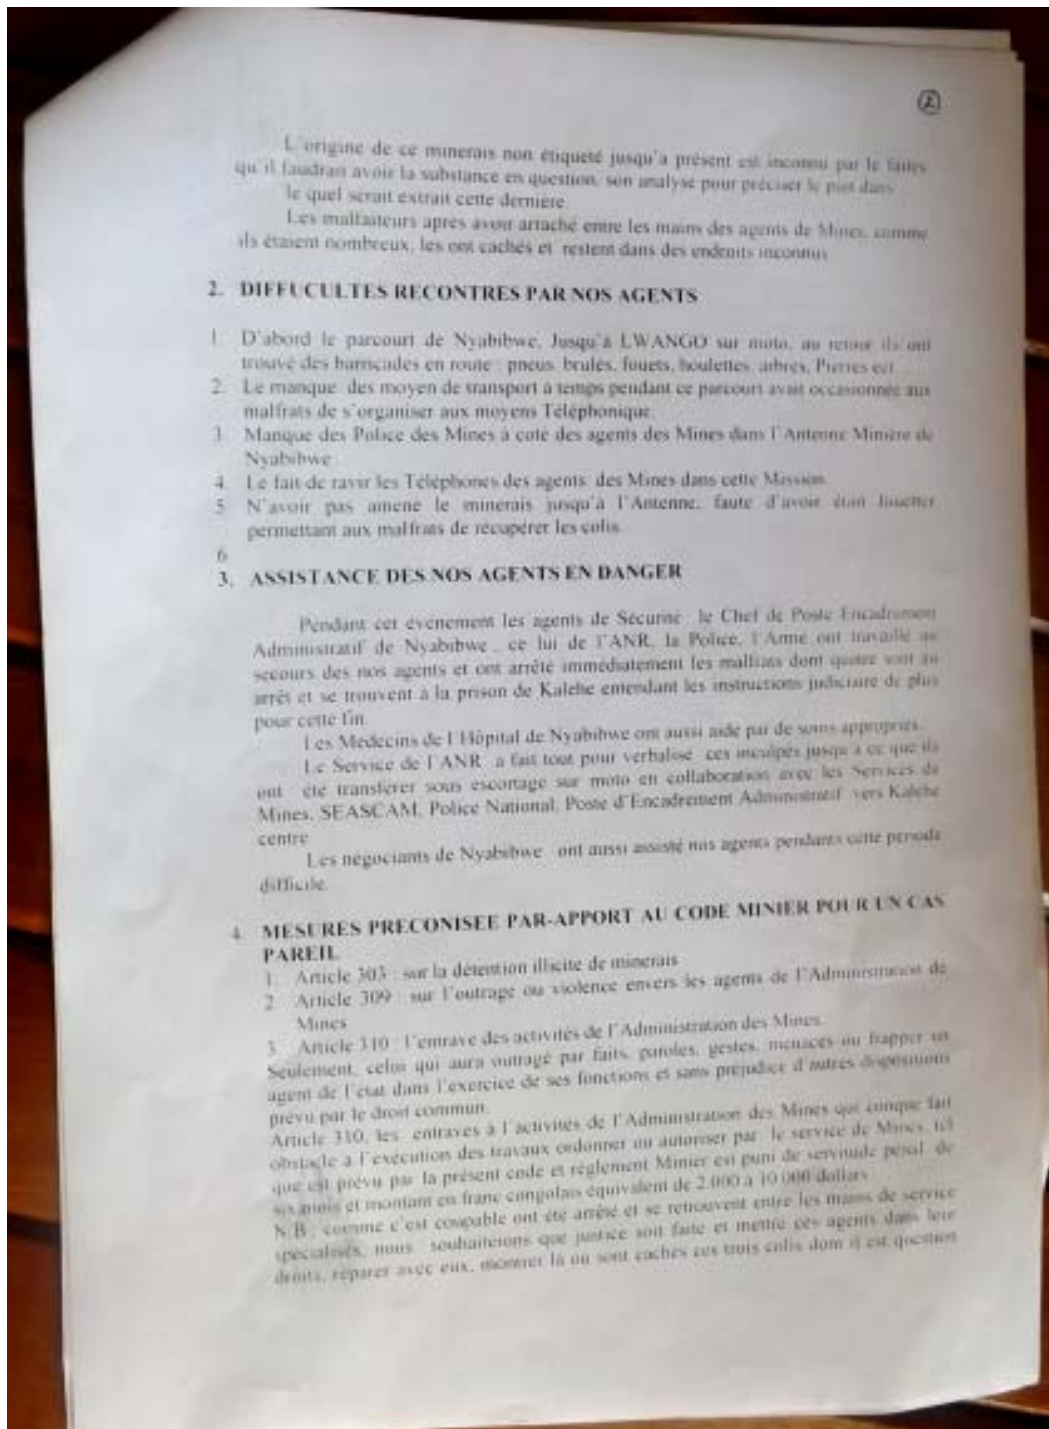 2
L'origine de ce minerais non étiqueté jusqu'à présent est inconnu par le faites
qu'il faudrait avoir la substance en question, son analyse pour préciser le puit dans
le quel serait extrait cette dernière.
Les malfaiteurs après avoir arraché entre les mains des agents de Mines, comme
ils étaient nombreux, les ont cachés et restent dans des endroits inconnus
2. DIFFUCULTES RECONTRES PAR NOS AGENTS
1. D'abord le parcourt de Nyabibwe, Jusqu'à LWANGO sur moto, au retour ils ont
trouvé des barricades en route : pneus brulés, fouets, houlettes, arbres, Pierres ect
2. Le manque des moyen de transport à temps pendant ce parcourt avait occasionnée aux
malfrats de s'organiser aux moyens Téléphonique.
3. Manque des Police des Mines à coté des agents des Mines dans l'Antenne Minière de
Nyabibwe
4. Le fait de ravir les Téléphones des agents des Mines dans cette Mission
5. N'avoir pas amené le minerais jusqu'à l'Antenne, faute d'avoir étan fouetter
permettant aux malfrats de récupérer les colis.
6
3. ASSISTANCE DES NOS AGENTS EN DANGER
Pendant cet événement les agents de Sécurité : le Chef de Poste Encadrement
Administratif de Nyabibwe , ce lui de l'ANR, la Police, l'Armé ont travaillé au
secours des nos agents et ont arrêté immédiatement les malfrats dont quatre sont au
arrêt et se trouvent à la prison de Kalehe entendant les instructions judiciaire de plus
pour cette fin.
Les Médecins de l'Hôpital de Nyabibwe ont aussi aidé par de soins appropriés.
Le Service de l'ANR a fait tout pour verbalisé ces inculpés jusqu'à ce que ils
ont été transférer sous escortage sur moto en collaboration avec les Services de
Mines, SEASCAM, Police National, Poste d'Encadrement Administratif vers Kalehe
centre
Les négociants de Nyabibwe ont aussi assisté nos agents pendants cette période
difficile.
4. MESURES PRECONISEE PAR-APPORT AU CODE MINIER POUR UN CAS
PAREIL
1. Article 303 : sur la détention illicite de minerais
2. Article 309 : sur l'outrage ou violence envers les agents de l'Administration de
Mines
3. Article 310 : l'entrave des activités de l'Administration des Mines.
Seulement, celui qui aura outragé par faits, paroles, gestes, menaces ou frapper un
agent de l'état dans l'exercice de ses fonctions et sans préjudice d'autres dispositions
prévu par le droit commun.
Article 310, les entraves à l'activités de l'Administration des Mines qui conque fait
obstacle à l'exécution des travaux ordonner ou autoriser par le service de Mines, tel
que est prévu par la présent code et règlement Minier est puni de servitude pénal de
six mois et montant en franc congolais équivalent de 2.000 à 10.000 dollars
N.B : comme c'est coupable ont été arrêté et se retrouvent entre les mains de service
spécialisés, nous souhaiterions que justice soit faite et mettre ces agents dans leur
droits, réparer avec eux, montrer là ou sont cachés ces trois colis dont il est question